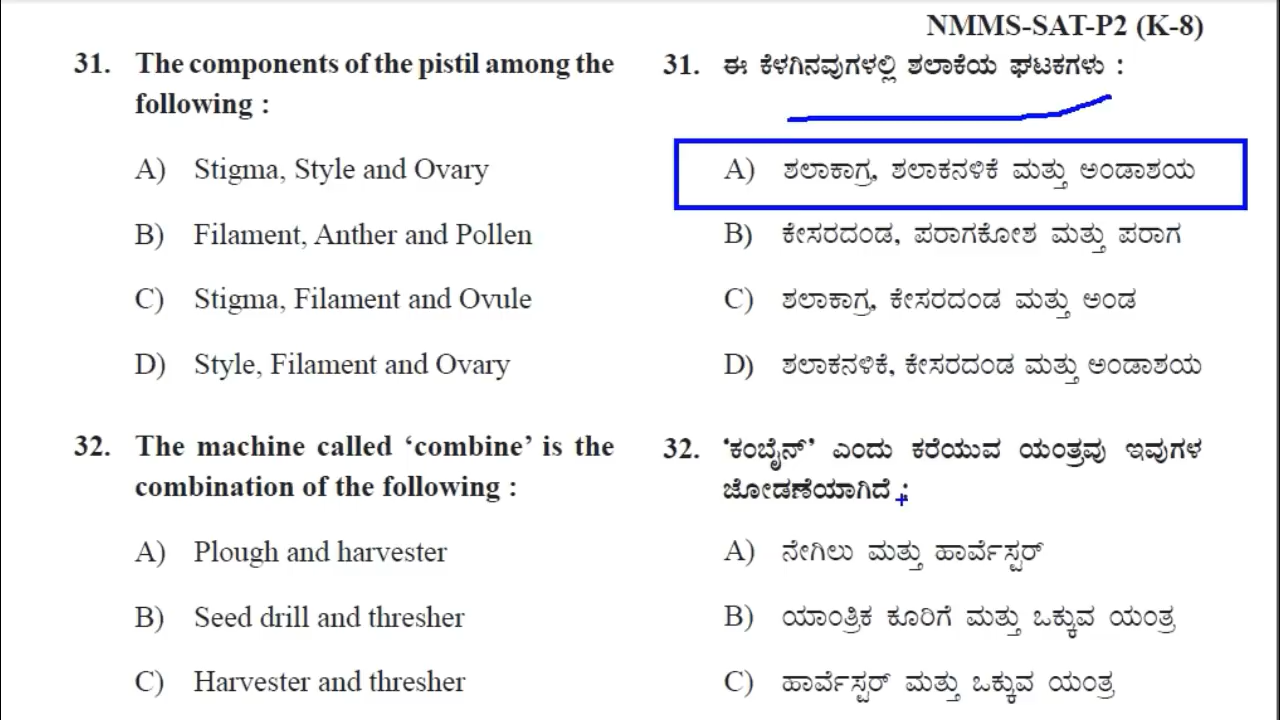 NMMS-SAT-P2 (K-8)
31. The components of the pistil among the
following :
A) Stigma, Style and Ovary
B) Filament, Anther and Pollen
C) Stigma, Filament and Ovule
D) Style, Filament and Ovary
32. The machine called ‘combine’ is the
combination of the following :
A) Plough and harvester
B) Seed drill and thresher
C) Harvester and thresher
31. ಈ ಕೆಳಗಿನವುಗಳಲ್ಲಿ ಶಲಾಕೆಯ ಘಟಕಗಳು :
A) ಶಲಾಕಾಗ್ರ, ಶಲಾಕನಳಿಕೆ ಮತ್ತು ಅಂಡಾಶಯ
B) ಕೇಸರದಂಡ, ಪರಾಗಕೋಶ ಮತ್ತು ಪರಾಗ
C) ಶಲಾಕಾಗ್ರ, ಕೇಸರದಂಡ ಮತ್ತು ಅಂಡ
D) ಶಲಾಕನಳಿಕೆ, ಕೇಸರದಂಡ ಮತ್ತು ಅಂಡಾಶಯ
32. ‘ಕಂಬೈನ್’ ಎಂದು ಕರೆಯುವ ಯಂತ್ರವು ಇವುಗಳ
ಜೋಡಣೆಯಾಗಿದೆ :
A) ನೇಗಿಲು ಮತ್ತು ಹಾರ್ವೆಸ್ಟರ್
B) ಯಾಂತ್ರಿಕ ಕೂರಿಗೆ ಮತ್ತು ಒಕ್ಕುವ ಯಂತ್ರ
C) ಹಾರ್ವೆಸ್ಟರ್ ಮತ್ತು ಒಕ್ಕುವ ಯಂತ್ರ